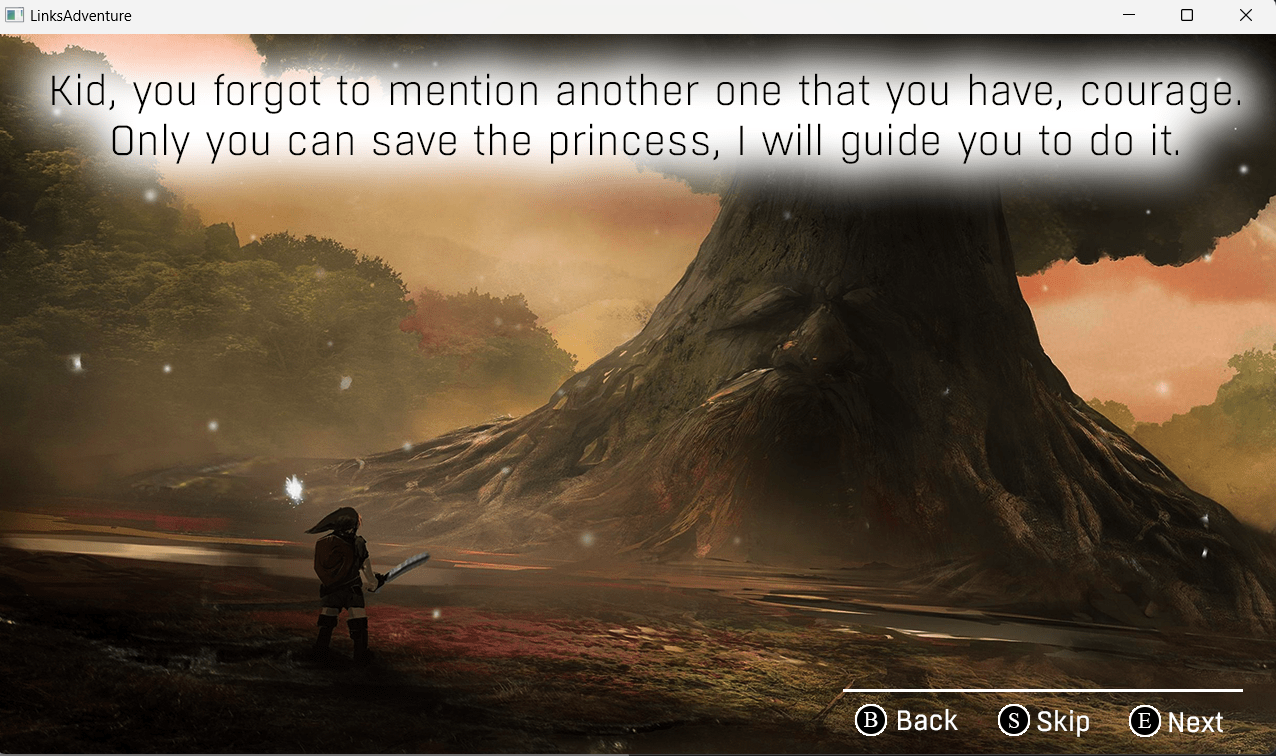 LinksAdventure
Kid, you forgot to mention another one that you have, courage.
Only you can save the princess, I will guide you to do it.
B Back S Skip E Next